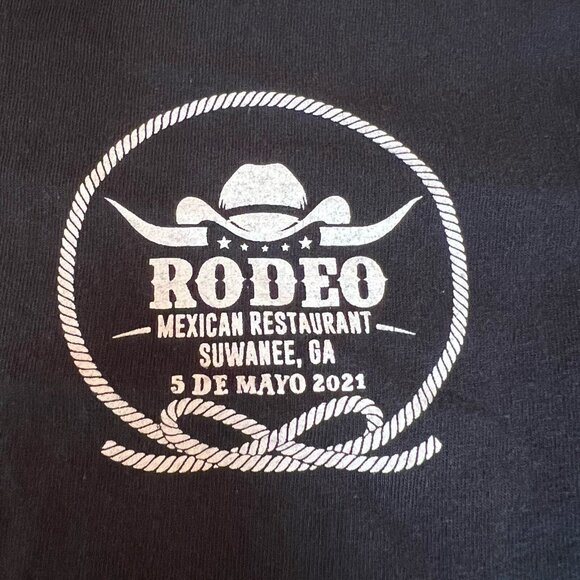 RODEO
MEXICAN RESTAURANT
SUWANEE, GA
5 DE MAYO 2021